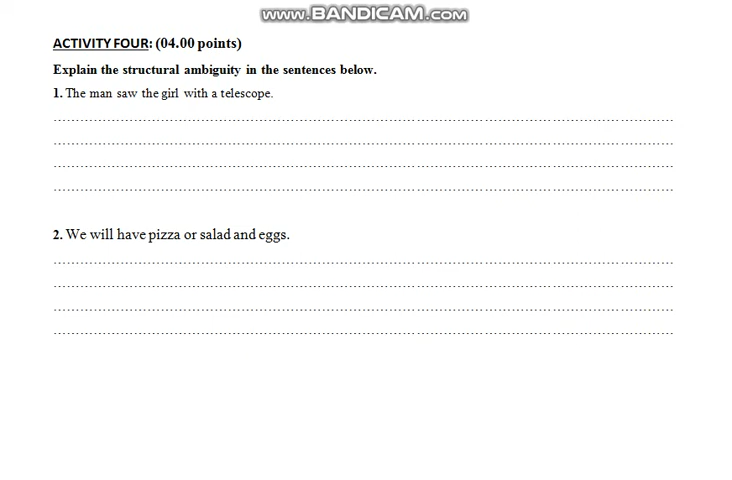 www.BANDICAM.com
ACTIVITY FOUR: (04.00 points)
Explain the structural ambiguity in the sentences below.
1. The man saw the girl with a telescope.
2. We will have pizza or salad and eggs.